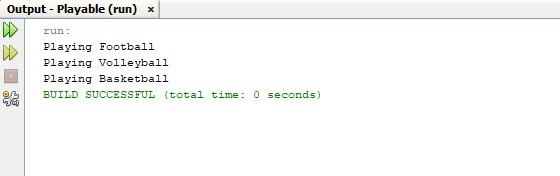 Output - Playable (run) ×
run:
Playing Football
Playing Volleyball
Playing Basketball
BUILD SUCCESSFUL (total time: 0 seconds)